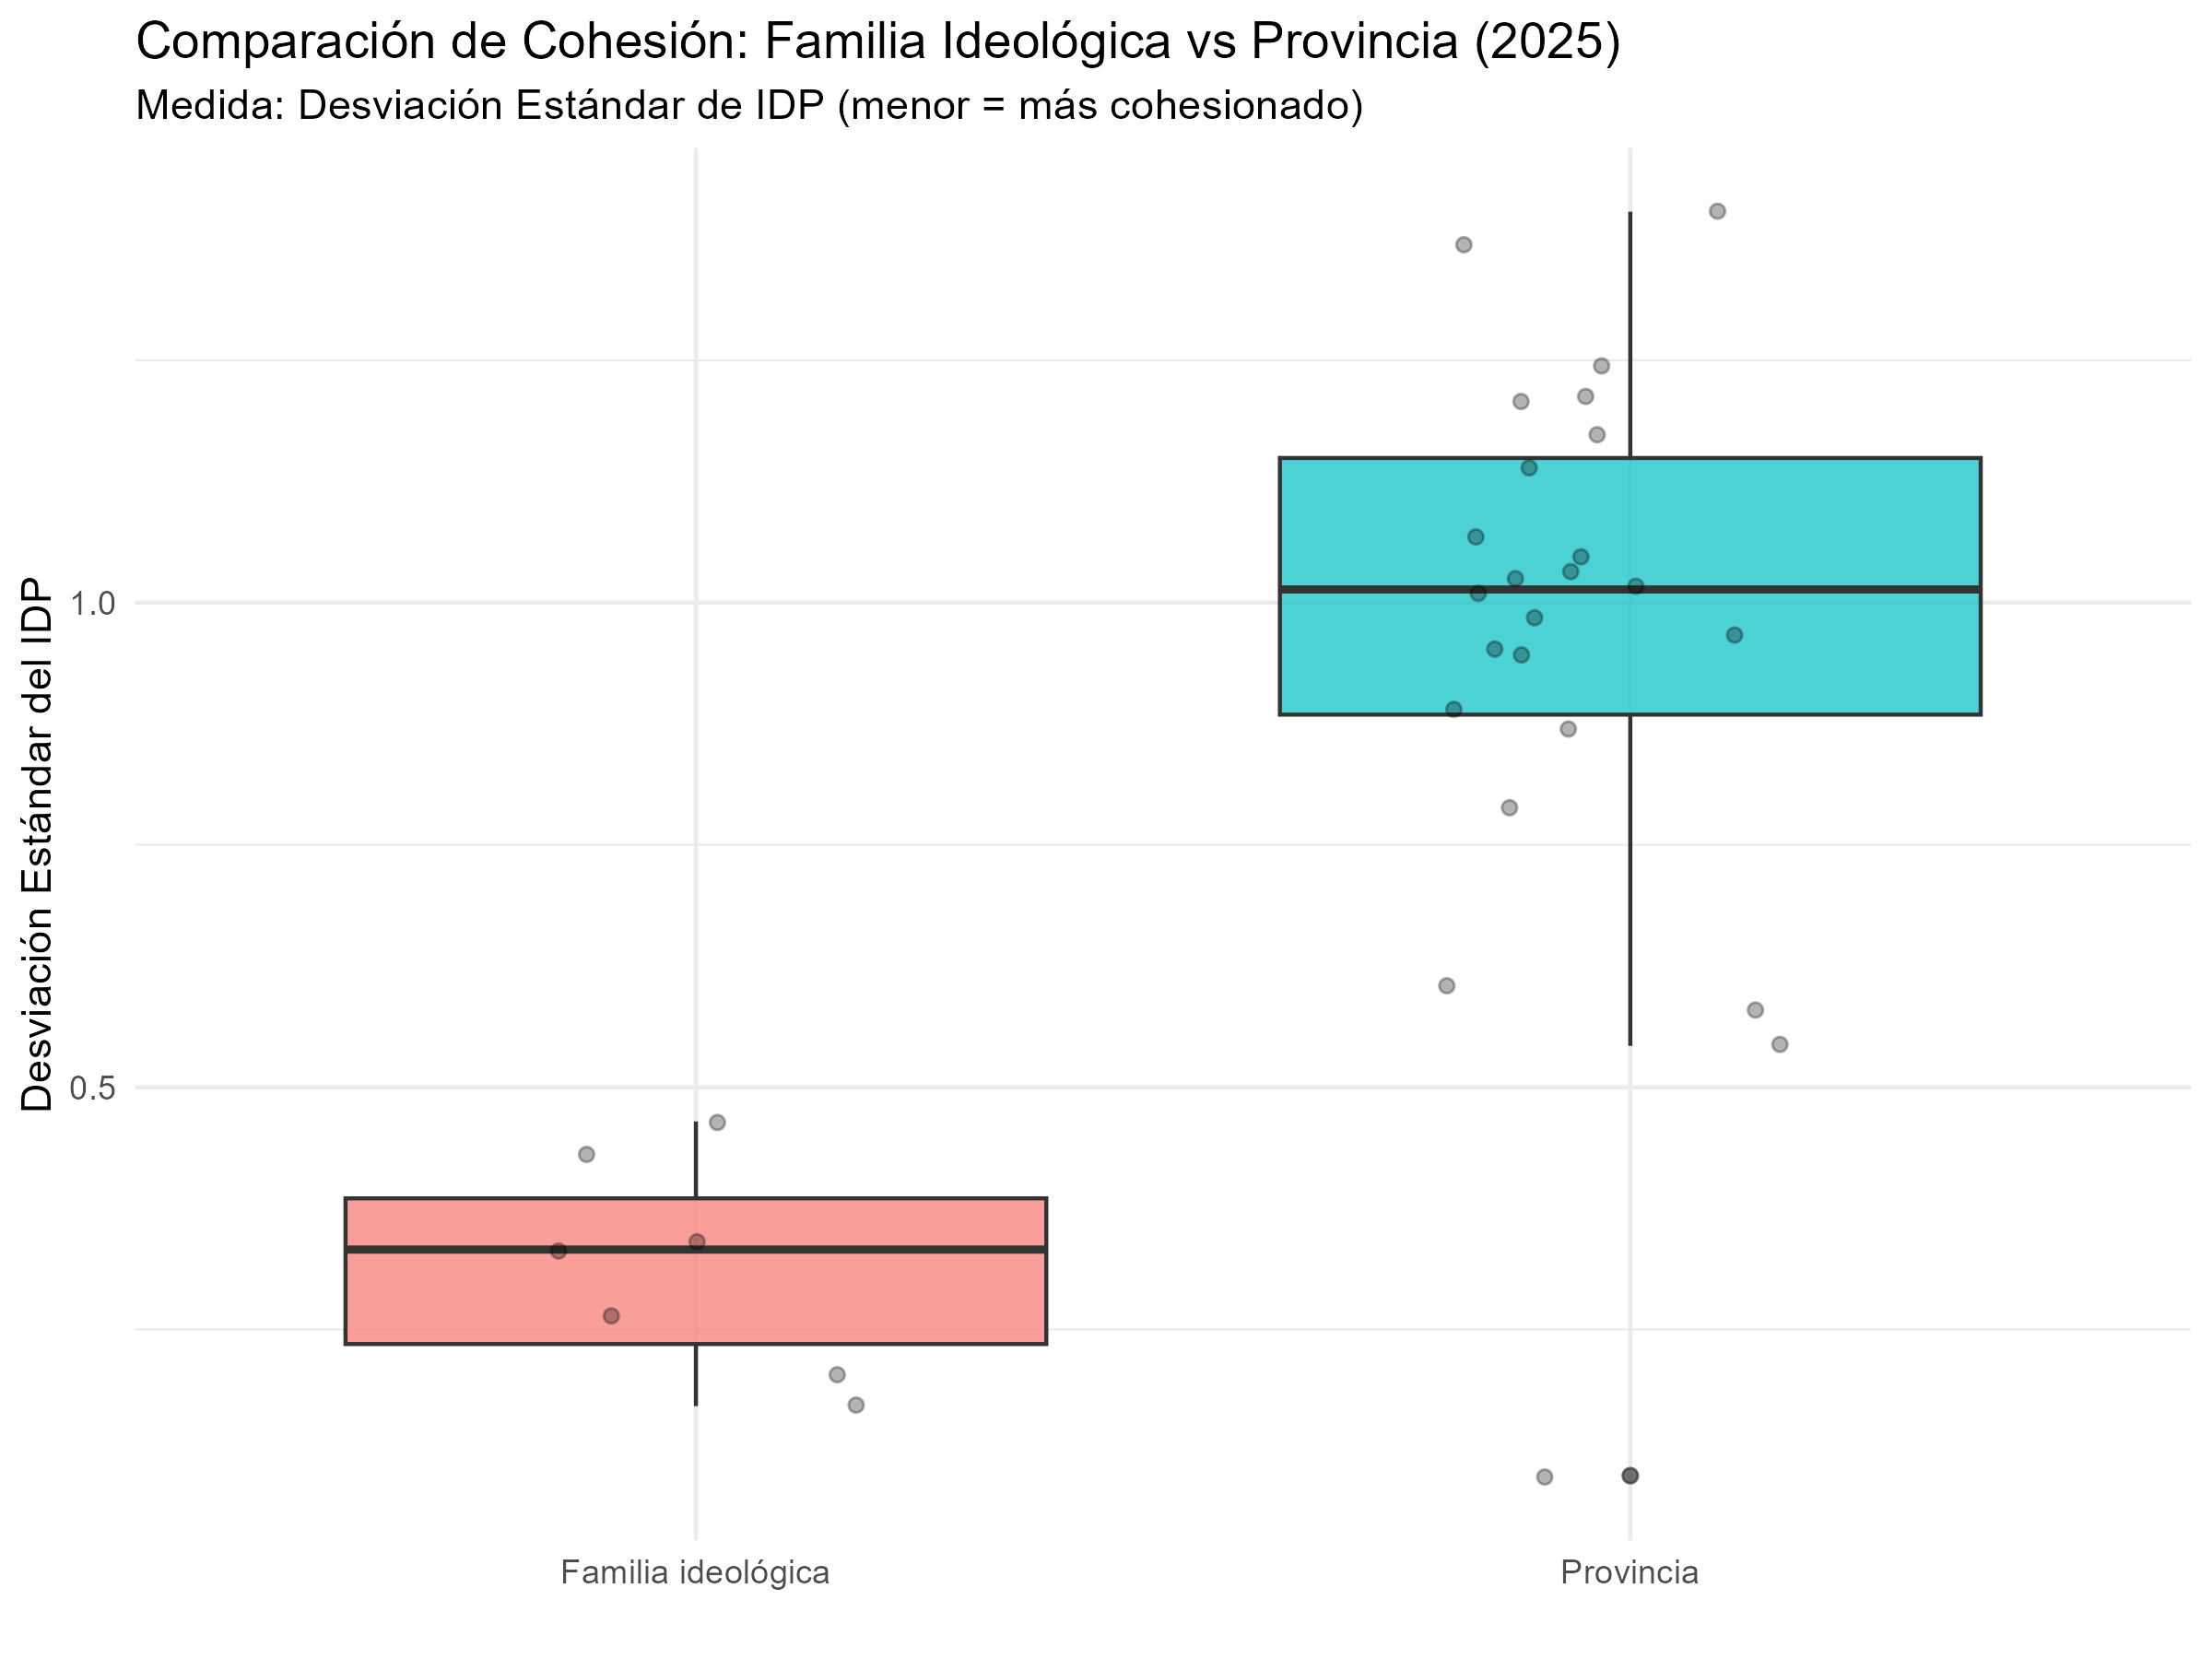 Comparación de Cohesión: Familia Ideológica vs Provincia (2025)
Medida: Desviación Estándar de IDP (menor = más cohesionado)
Desviación Estándar del IDP
1.0
0.5
Familia ideológica
Provincia